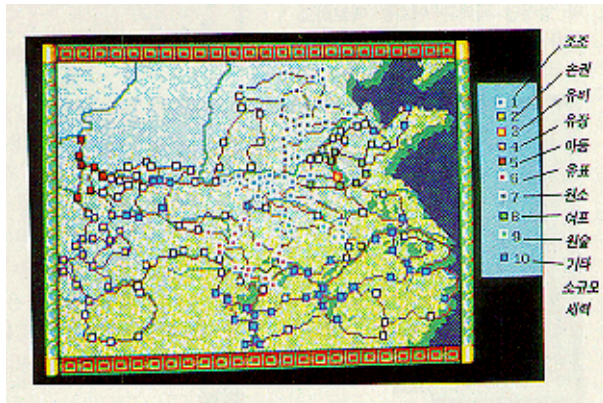 1 조조
2 손권
3 유비
4 유장
5 마등
6 유표
7 원소
8 여포
9 원술
10 기타
소규모
세력